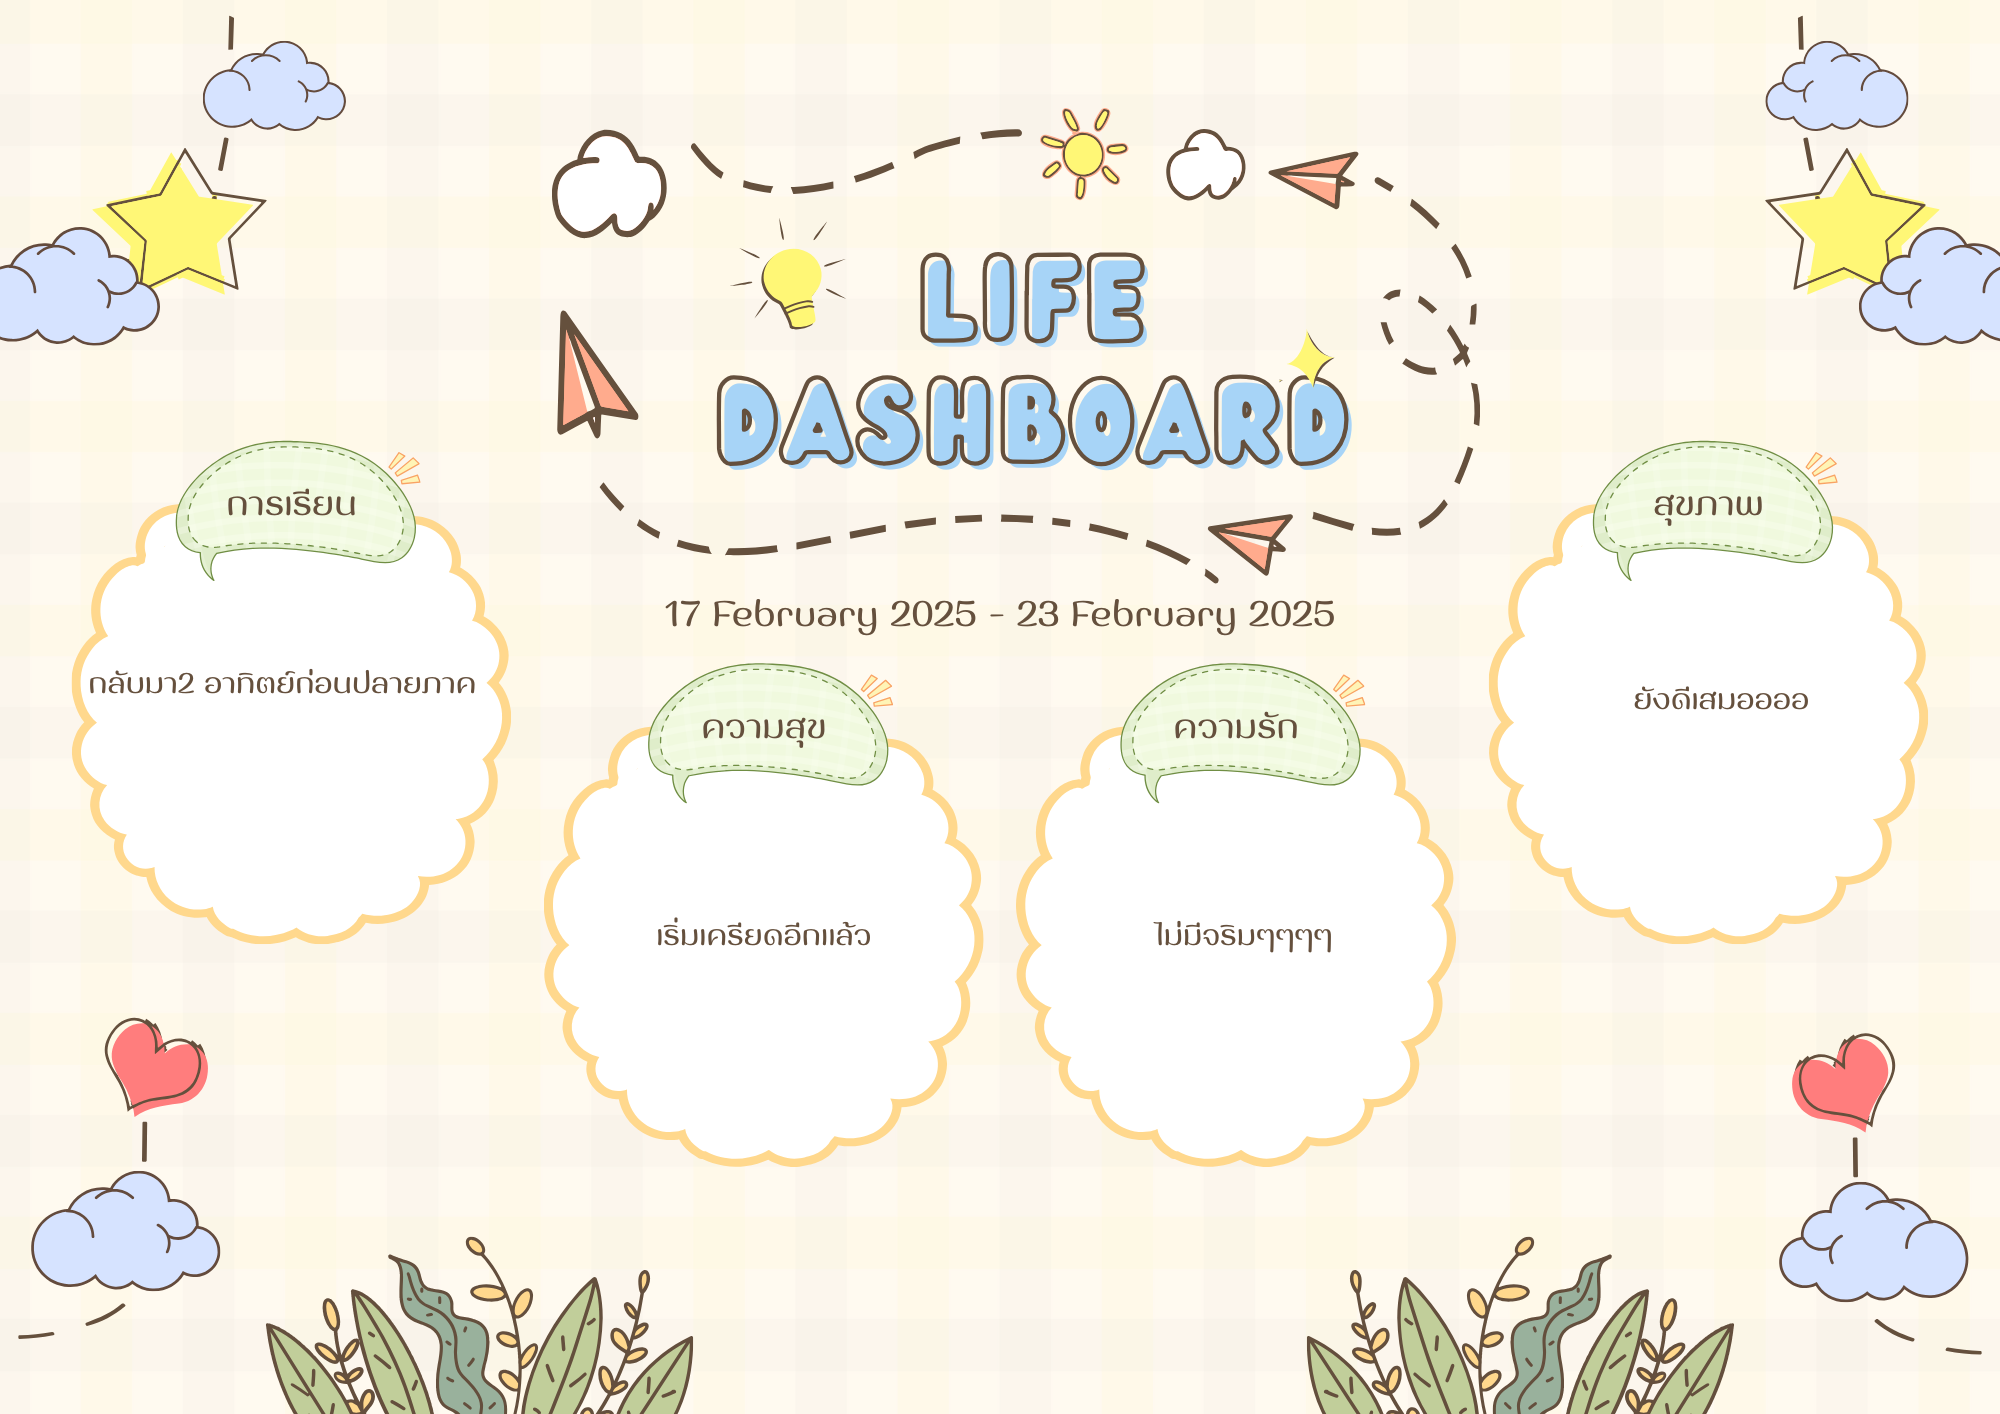 LIFE
DASHBOARD
17 February 2025 - 23 February 2025
การเรียน
กลับมา2 อาทิตย์ก่อนปลายภาค
ความสุข
เริ่มเครียดอีกแล้ว
ความรัก
ไม่มีจริมๆๆๆๆ
สุขภาพ
ยังดีเสมออออ